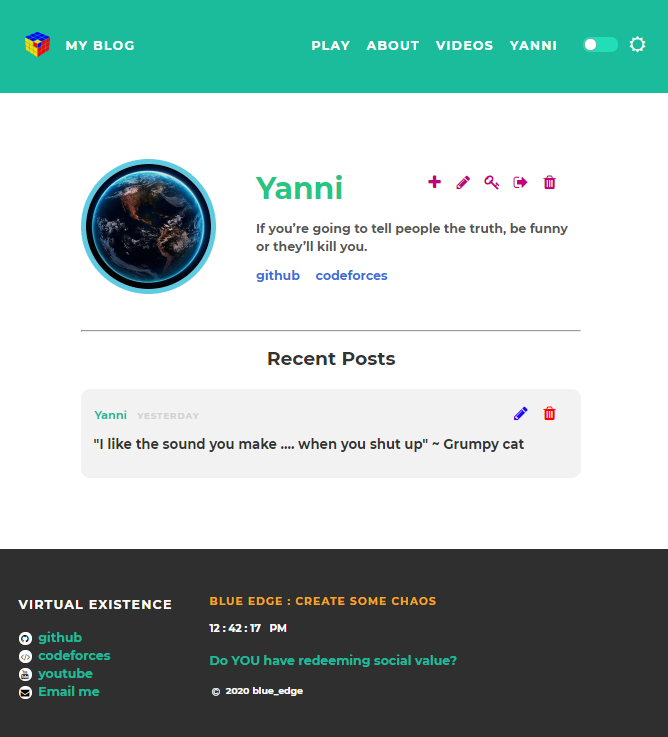 MY BLOG
PLAY ABOUT VIDEOS YANNI
Yanni
If you’re going to tell people the truth, be funny
or they’ll kill you.
github codeforces
Recent Posts
Yanni YESTERDAY
"I like the sound you make .... when you shut up" ~ Grumpy cat
VIRTUAL EXISTENCE
github
codeforces
youtube
Email me
BLUE EDGE : CREATE SOME CHAOS
12 : 42 : 17 PM
Do YOU have redeeming social value?
© 2020 blue_edge